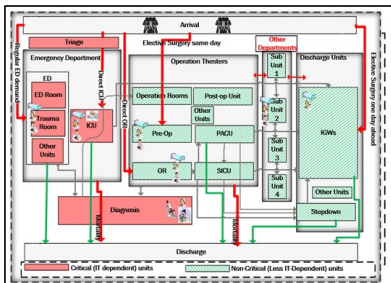 Arrival
Triage
Elective Surgery same day
Other
Departments
Emergency Department
Operation Theaters
Discharge Units
Regular ED demand
Direct ICU
Direct OR
Elective Surgery one day
ahead
ED
ED Room
Trauma
Room
Other
Units
ICU
Operation Rooms
Post-op Unit
Other
Units
Pre-Op
PACU
OR
SICU
Sub
Unit
1
Sub
Unit
2
Sub
Unit
3
Sub
Unit
4
IGWs
Other Units
Stepdown
Diagnosis
Mortality
Mortality
Discharge
Critical (IT dependent) units
Non-Critical (Less IT-Dependent) units